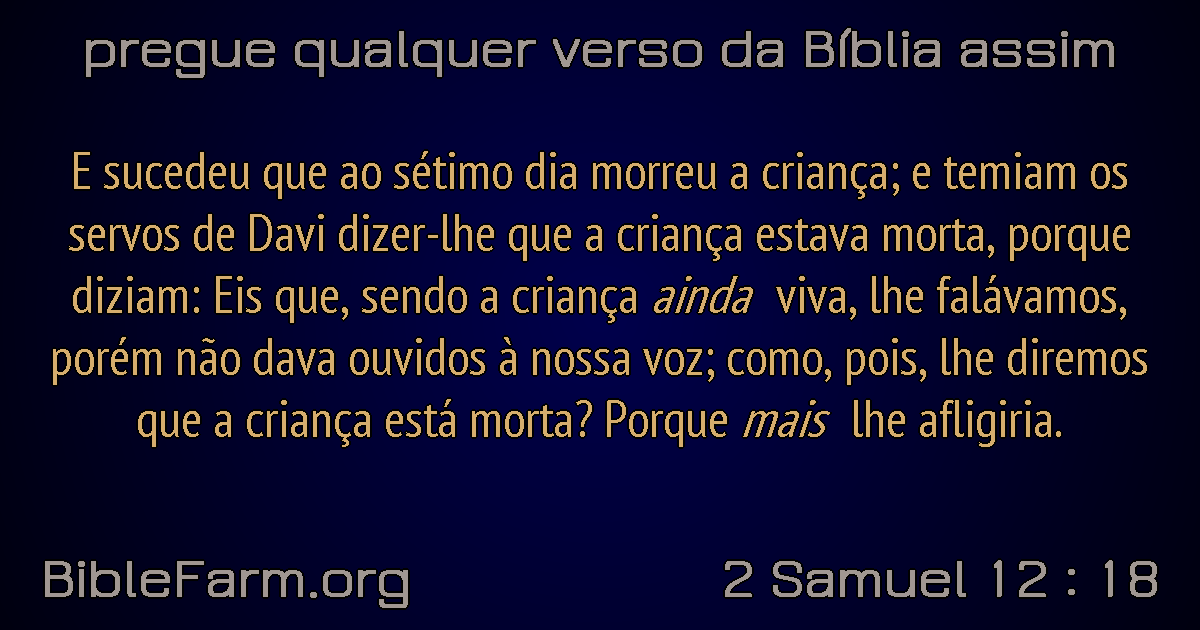 pregue qualquer verso da Bíblia assim
E sucedeu que ao sétimo dia morreu a criança; e temiam os
servos de Davi dizer-lhe que a criança estava morta, porque
diziam: Eis que, sendo a criança ainda viva, lhe falávamos,
porém não dava ouvidos à nossa voz; como, pois, lhe diremos
que a criança está morta? Porque mais lhe afligiria.
BibleFarm.org
2 Samuel 12 : 18